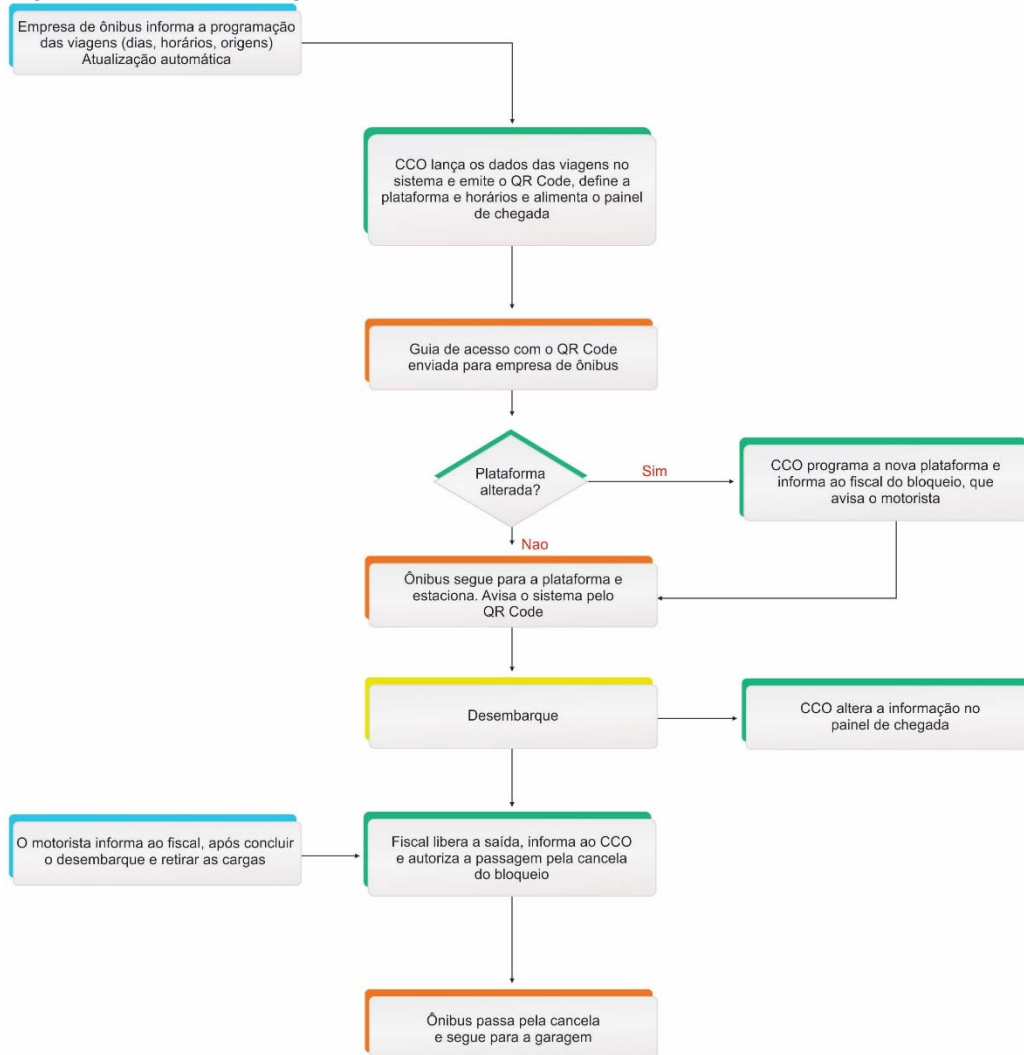 Empresa de ônibus informa a programação
das viagens (dias, horários, origens)
Atualização automática
CCO lança os dados das viagens no
sistema e emite o QR Code, define a
plataforma e horários e alimenta o painel
de chegada
Guia de acesso com o QR Code
enviada para empresa de ônibus
Plataforma
alterada?
Sim
CCO programa a nova plataforma e
informa ao fiscal do bloqueio, que
avisa o motorista
Nao
Ônibus segue para a plataforma e
estaciona. Avisa o sistema pelo
QR Code
Desembarque
CCO altera a informação no
painel de chegada
O motorista informa ao fiscal, após concluir
o desembarque e retirar as cargas
Fiscal libera a saída, informa ao CCO
e autoriza a passagem pela cancela
do bloqueio
Ônibus passa pela cancela
e segue para a garagem